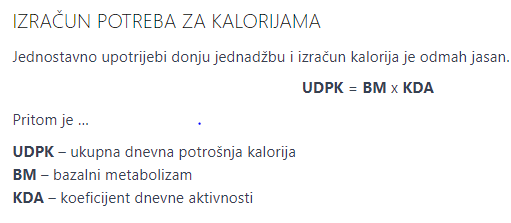 IZRAČUN POTREBA ZA KALORIJAMA
Jednostavno upotrijebi donju jednadžbu i izračun kalorija je odmah jasan.
UDPK = BM x KDA
Pritom je ... .
UDPK – ukupna dnevna potrošnja kalorija
BM – bazalni metabolizam
KDA – koeficijent dnevne aktivnosti